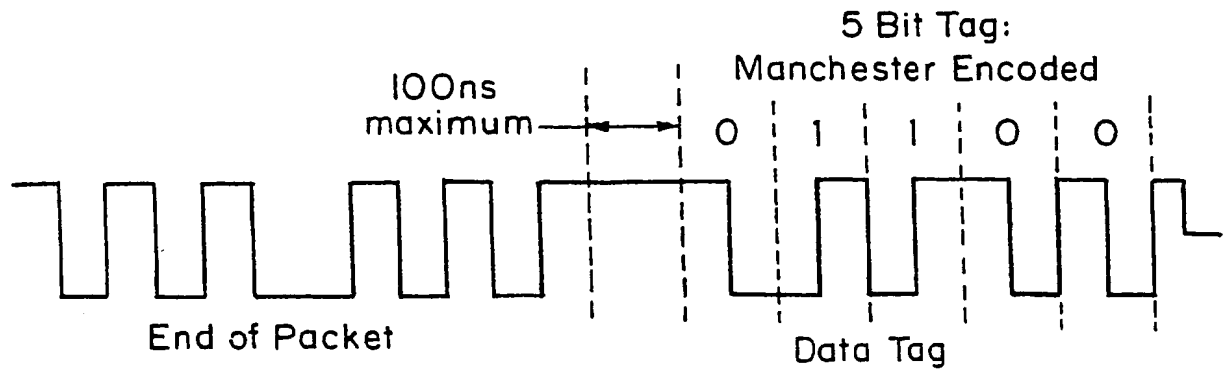 5 Bit Tag:
Manchester Encoded
100ns
maximum
0 1 1 0 0
End of Packet
Data Tag